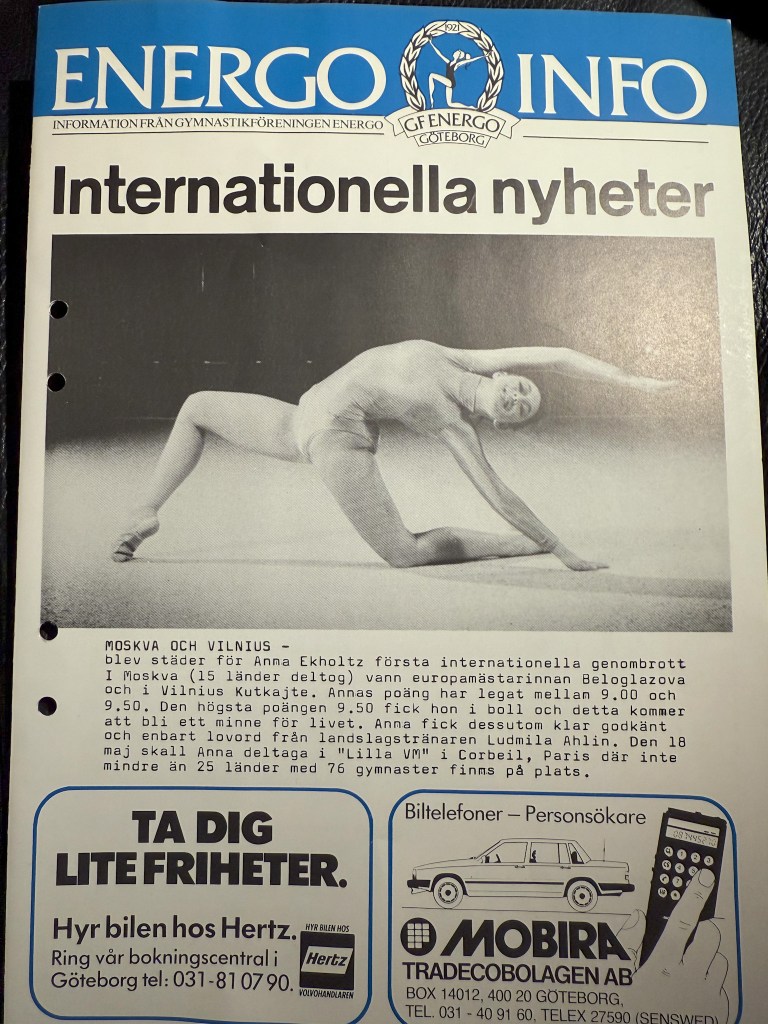 ENERGO INFO
1921
GF ENERGO
GÖTEBORG
INFORMATION FRÅN GYMNASTIKFÖRENINGEN ENERGO
Internationella nyheter
MOSKVA OCH VILNIUS –
blev städer för Anna Ekholtz första internationella genombrott
I Moskva (15 länder deltog) vann europamästarinnan Beloglazova
och i Vilnius Kutkajte. Annas poäng har legat mellan 9.00 och
9.50. Den högsta poängen 9.50 fick hon i boll och detta kommer
att bli ett minne för livet. Anna fick dessutom klar godkänt
och enbart lovord från landslagstränaren Ludmila Ahlin. Den 18
maj skall Anna deltaga i "Lilla VM" i Corbeil, Paris där inte
mindre än 25 länder med 76 gymnaster finms på plats.
TA DIG
LITE FRIHETER.
Hyr bilen hos Hertz.
Ring vår bokningscentral i
Göteborg tel: 031-81 07 90.
HYR BILEN HOS
Hertz
VOLVOHANDLAREN
Biltelefoner – Personsökare
MOBIRA
TRADECOBOLAGEN AB
BOX 14012, 400 20 GÖTEBORG,
TEL. 031 - 40 91 60, TELEX 27590 (SENSWED)